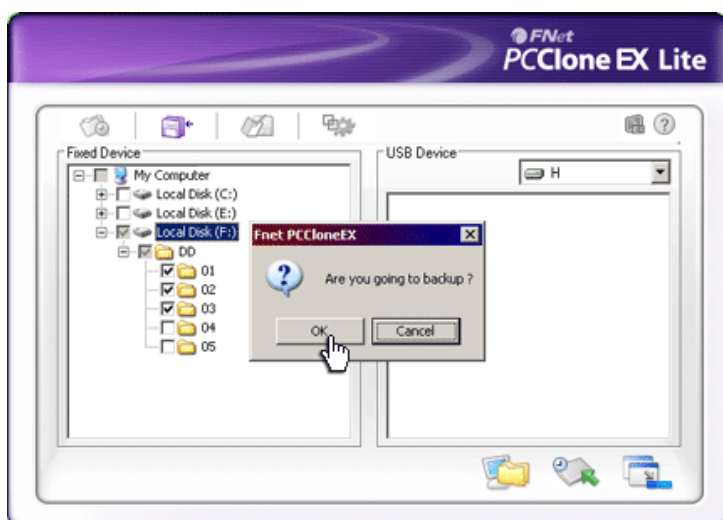 FNet
PCClone EX Lite
Fixed Device
My Computer
Local Disk (C:)
Local Disk (E:)
Local Disk (F:)
DD
01
02
03
04
05
USB Device
H
Fnet PCCloneEX
Are you going to backup ?
OK
Cancel